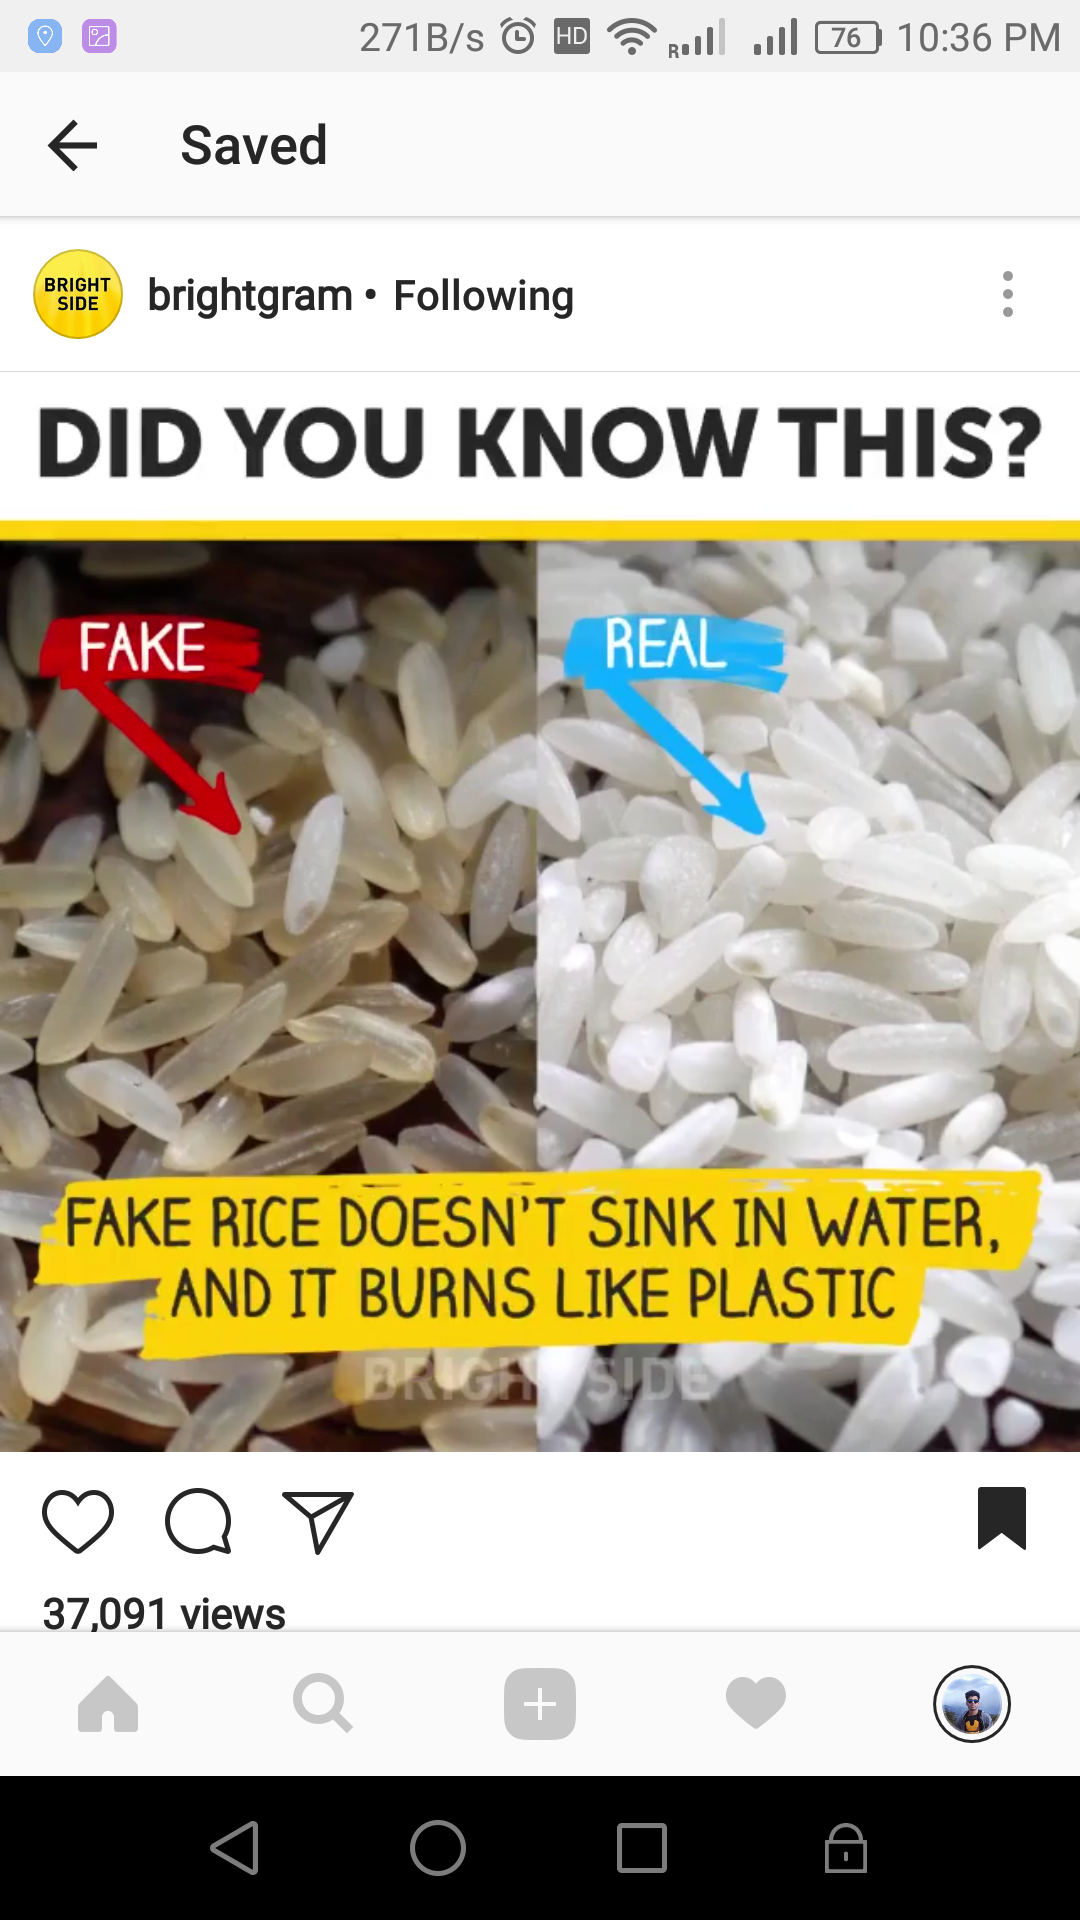 271B/s HD R 76 10:36 PM
Saved
BRIGHT
SIDE
brightgram • Following
DID YOU KNOW THIS?
FAKE
REAL
FAKE RICE DOESN'T SINK IN WATER,
AND IT BURNS LIKE PLASTIC
BRIGHT SIDE
37,091 views